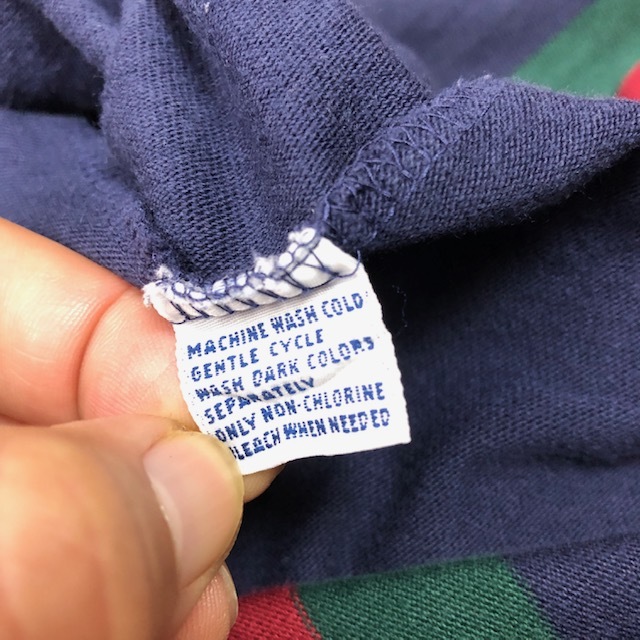 MACHINE WASH COLD
GENTLE CYCLE
WASH DARK COLORS
SEPARATELY
ONLY NON-CHLORINE
BLEACH WHEN NEEDED